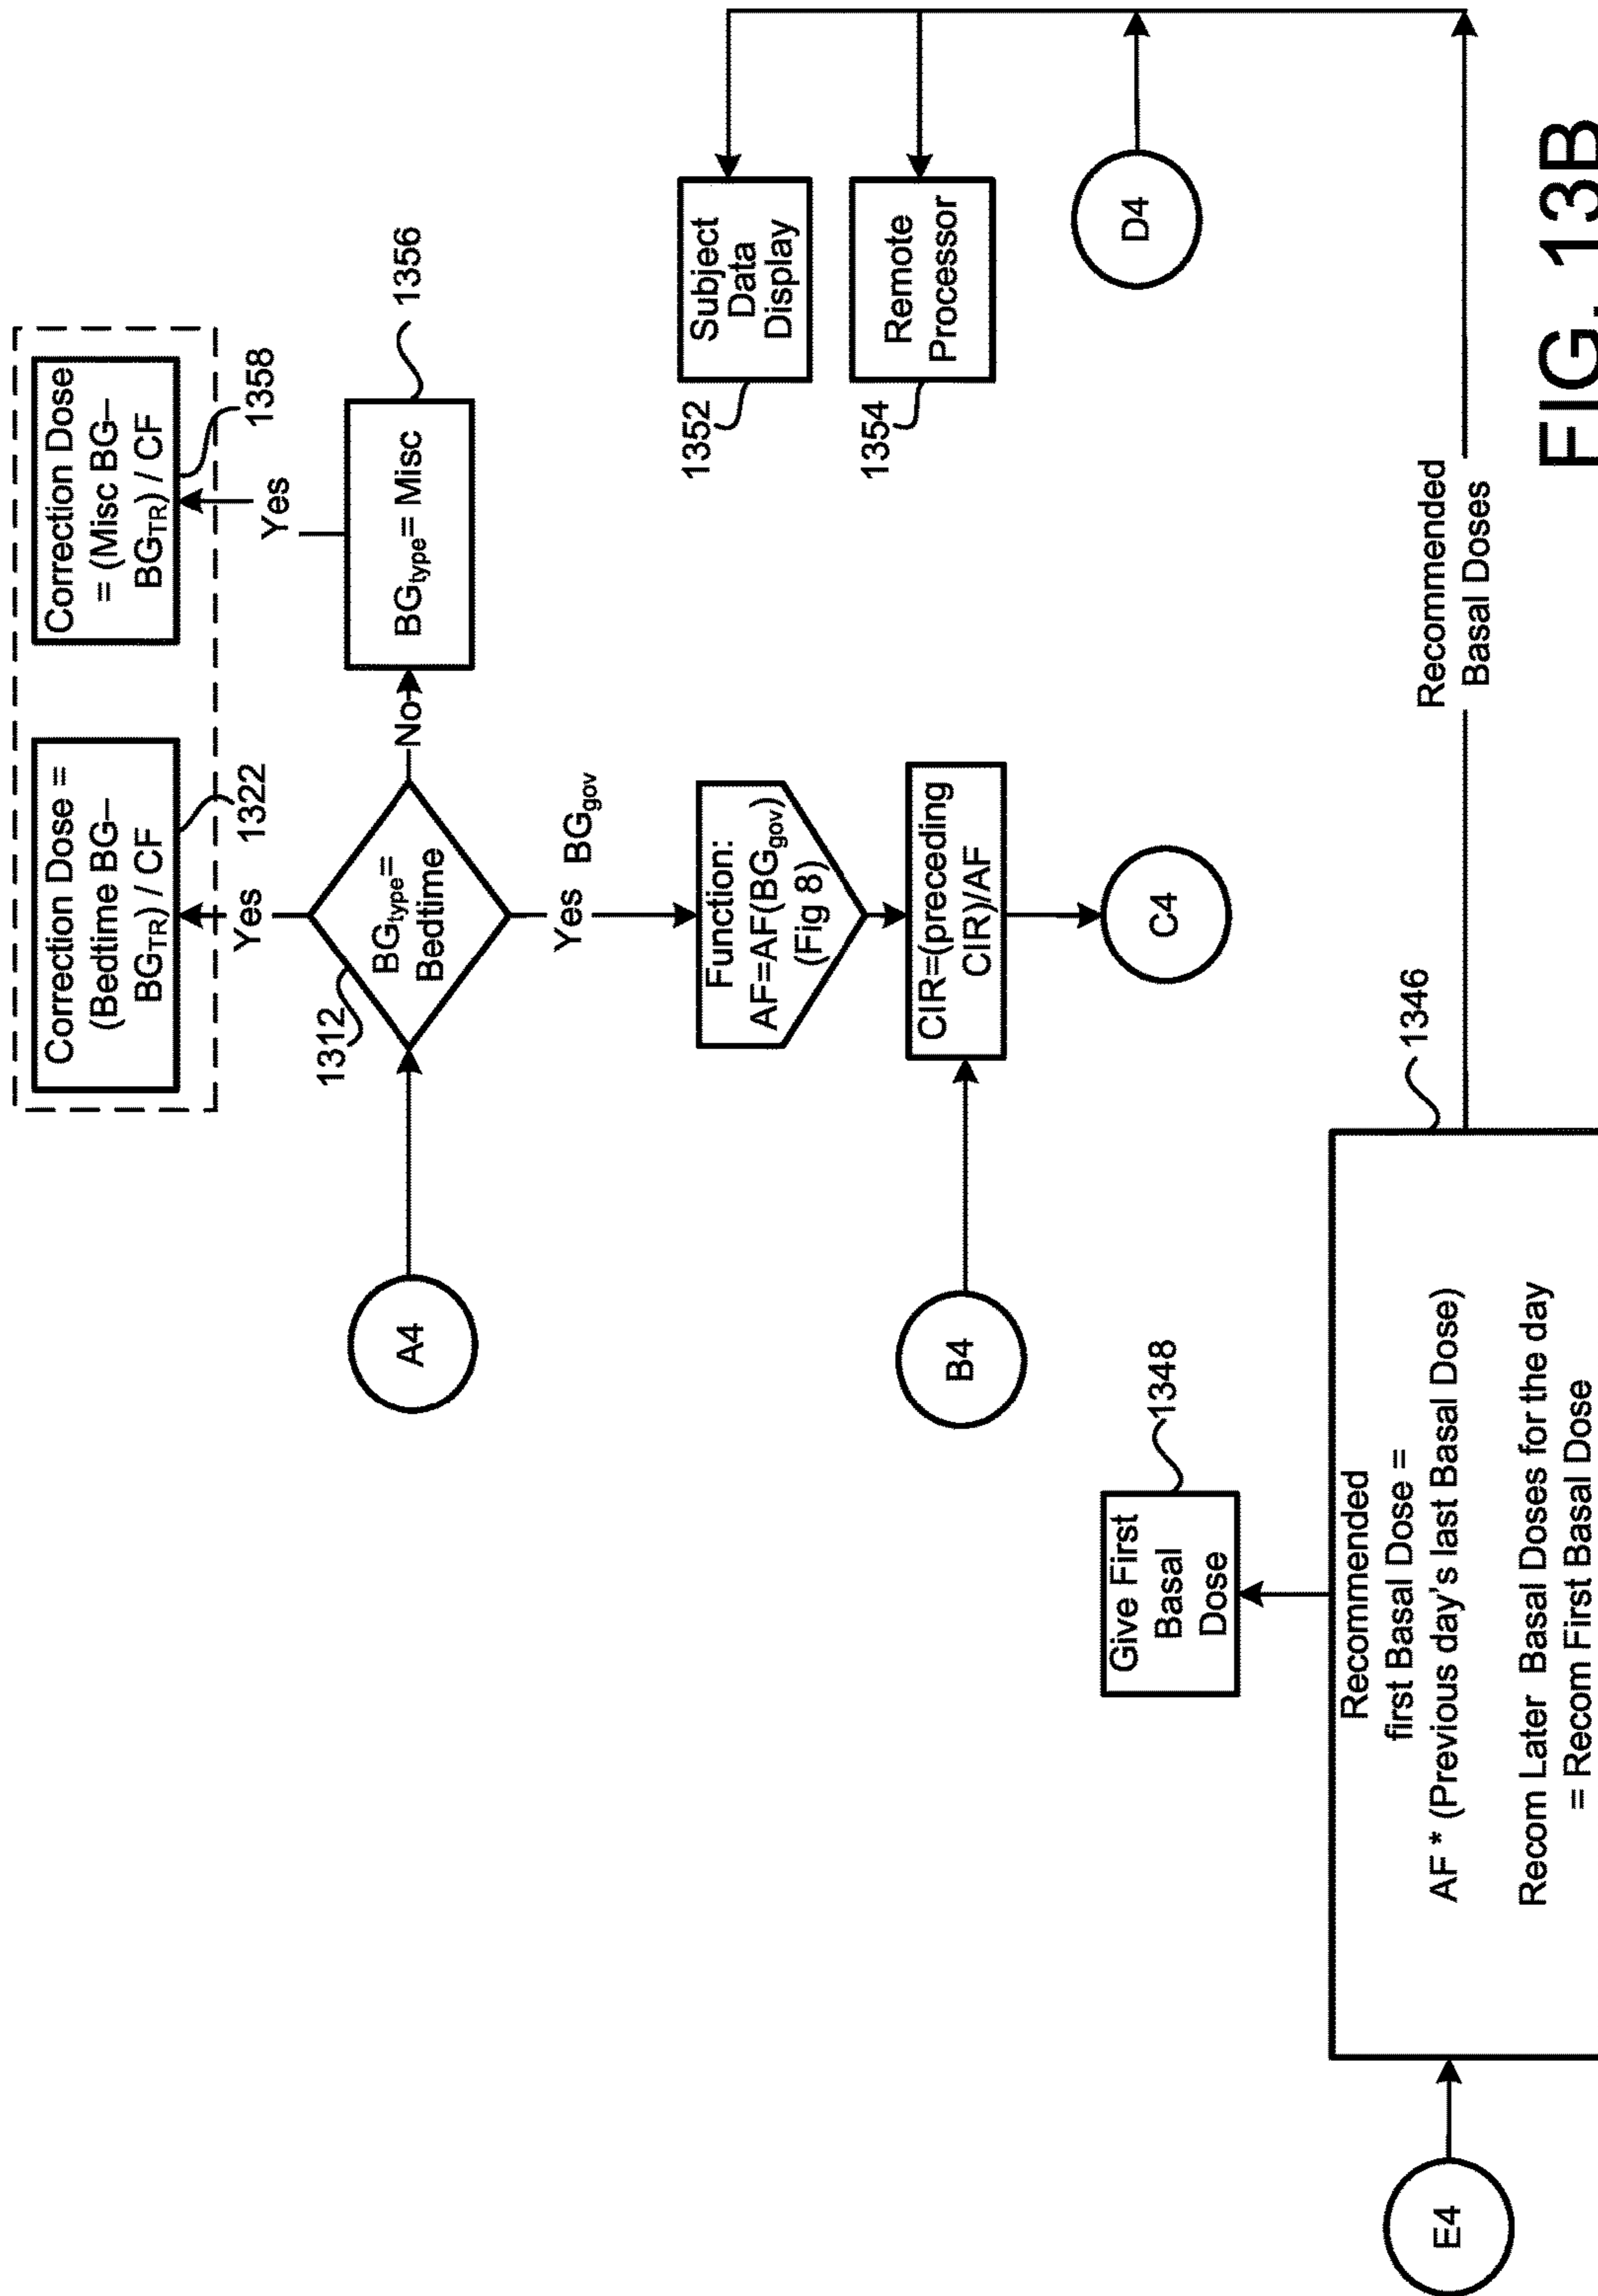 Correction Dose =
(Bedtime BG–
BGTR) / CF
1322
Correction Dose
= (Misc BG–
BGTR) / CF
1358
Yes
Yes
A4
1312
BGtype=
Bedtime
No
BGtype= Misc
1356
Yes BGgov
Function:
AF=AF(BGgov)
(Fig 8)
B4
CIR=(preceding
CIR)/AF
C4
1352
Subject
Data
Display
1354
Remote
Processor
D4
Give First
Basal
Dose
1348
E4
Recommended
first Basal Dose =
AF * (Previous day's last Basal Dose)
Recom Later Basal Doses for the day
= Recom First Basal Dose
1346
Recommended
Basal Doses
FIG. 13B